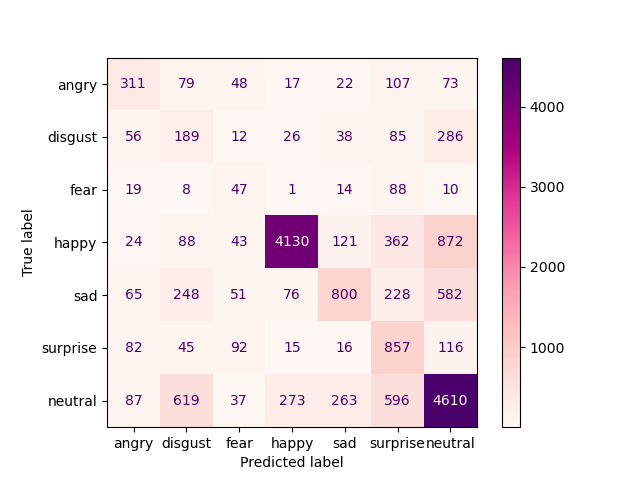 angry 311 79 48 17 22 107 73
disgust 56 189 12 26 38 85 286
fear 19 8 47 1 14 88 10
happy 24 88 43 4130 121 362 872
sad 65 248 51 76 800 228 582
surprise 82 45 92 15 16 857 116
neutral 87 619 37 273 263 596 4610
angry disgust fear happy sad surprise neutral
Predicted label
True label
4000
3000
2000
1000